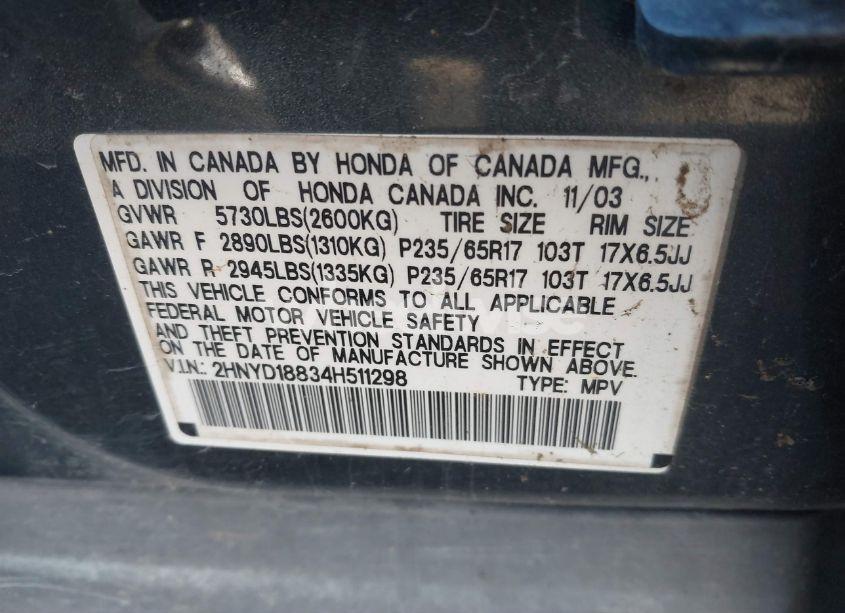 MFD. IN CANADA BY HONDA OF CANADA MFG.,
A DIVISION OF HONDA CANADA INC. 11/03
GVWR 5730LBS(2600KG) TIRE SIZE RIM SIZE
GAWR F 2890LBS(1310KG) P235/65R17 103T 17X6.5JJ
GAWR R 2945LBS(1335KG) P235/65R17 103T 17X6.5JJ
THIS VEHICLE CONFORMS TO ALL APPLICABLE
FEDERAL MOTOR VEHICLE SAFETY
AND THEFT PREVENTION STANDARDS IN EFFECT
ON THE DATE OF MANUFACTURE SHOWN ABOVE.
V.I.N.: 2HNYD18834H511298 TYPE: MPV